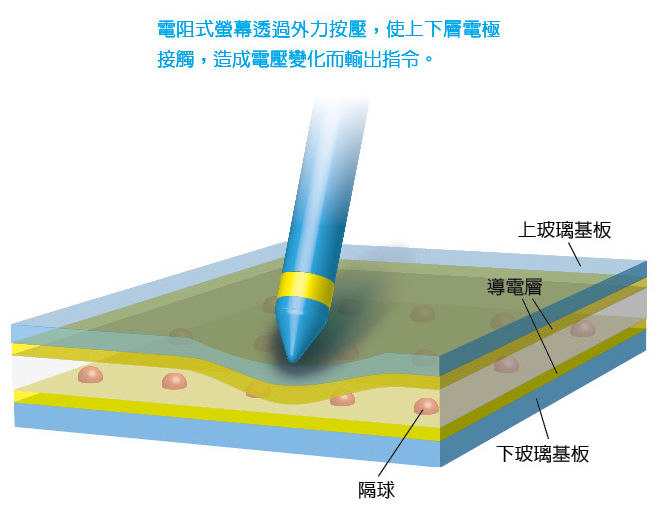 電阻式螢幕透過外力按壓，使上下層電極
接觸，造成電壓變化而輸出指令。
上玻璃基板
導電層
下玻璃基板
隔球